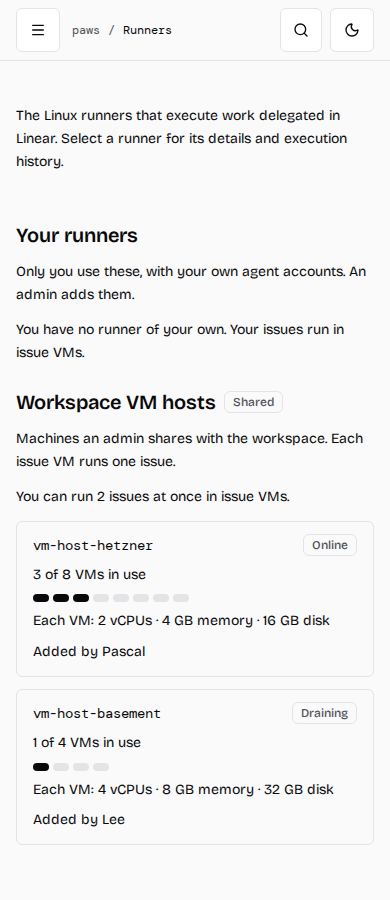 paws / Runners
The Linux runners that execute work delegated in
Linear. Select a runner for its details and execution
history.
Your runners
Only you use these, with your own agent accounts. An
admin adds them.
You have no runner of your own. Your issues run in
issue VMs.
Workspace VM hosts Shared
Machines an admin shares with the workspace. Each
issue VM runs one issue.
You can run 2 issues at once in issue VMs.
vm-host-hetzner Online
3 of 8 VMs in use
Each VM: 2 vCPUs · 4 GB memory · 16 GB disk
Added by Pascal
vm-host-basement Draining
1 of 4 VMs in use
Each VM: 4 vCPUs · 8 GB memory · 32 GB disk
Added by Lee